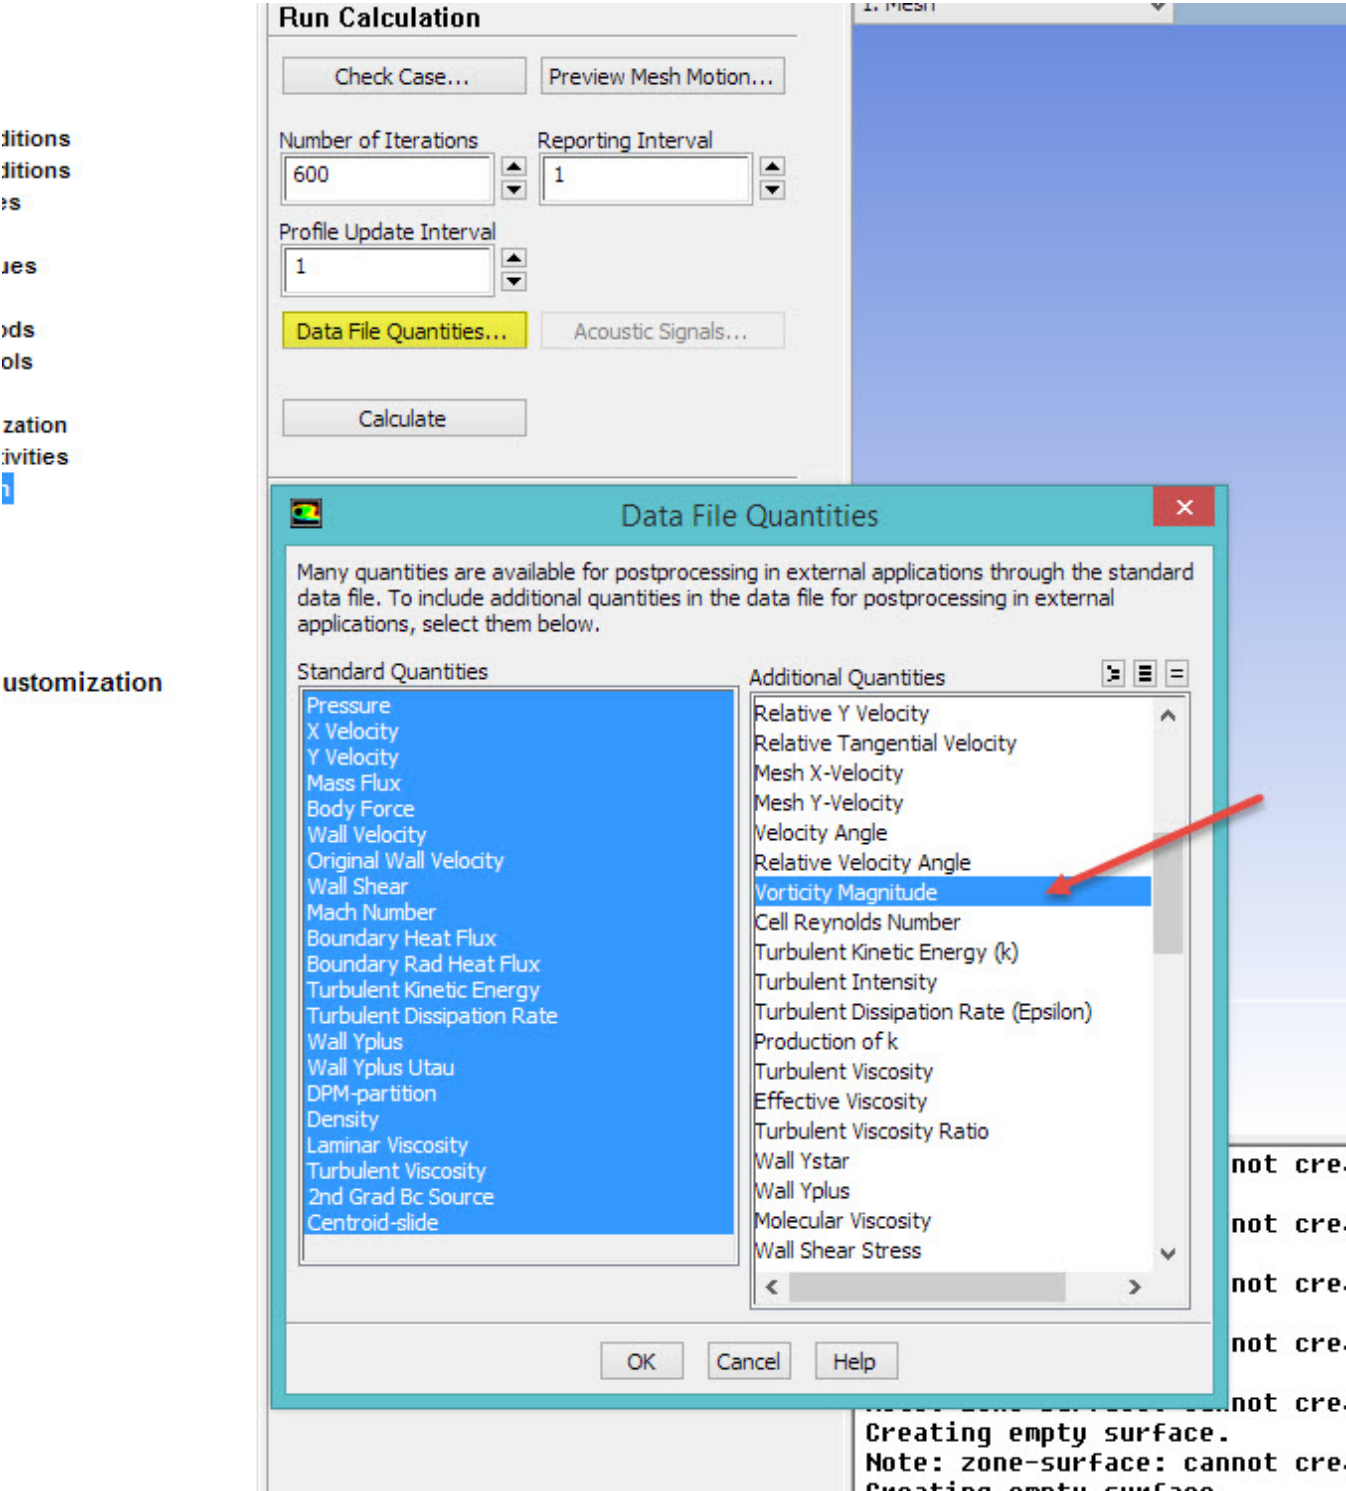 Run Calculation
1. Mesh
Check Case...
Preview Mesh Motion...
Number of Iterations
Reporting Interval
600
1
Profile Update Interval
1
Data File Quantities...
Acoustic Signals...
Calculate
ditions
ditions
es
ues
ods
ols
zation
tivities
n
ustomization
Data File Quantities
Many quantities are available for postprocessing in external applications through the standard
data file. To include additional quantities in the data file for postprocessing in external
applications, select them below.
Standard Quantities
Pressure
X Velocity
Y Velocity
Mass Flux
Body Force
Wall Velocity
Original Wall Velocity
Wall Shear
Mach Number
Boundary Heat Flux
Boundary Rad Heat Flux
Turbulent Kinetic Energy
Turbulent Dissipation Rate
Wall Yplus
Wall Yplus Utau
DPM-partition
Density
Laminar Viscosity
Turbulent Viscosity
2nd Grad Bc Source
Centroid-slide
Additional Quantities
Relative Y Velocity
Relative Tangential Velocity
Mesh X-Velocity
Mesh Y-Velocity
Velocity Angle
Relative Velocity Angle
Vorticity Magnitude
Cell Reynolds Number
Turbulent Kinetic Energy (k)
Turbulent Intensity
Turbulent Dissipation Rate (Epsilon)
Production of k
Turbulent Viscosity
Effective Viscosity
Turbulent Viscosity Ratio
Wall Ystar
Wall Yplus
Molecular Viscosity
Wall Shear Stress
OK
Cancel
Help
not cre
not cre
not cre
not cre
nnot cre
Creating empty surface.
Note: zone-surface: cannot cre
Creating empty surface